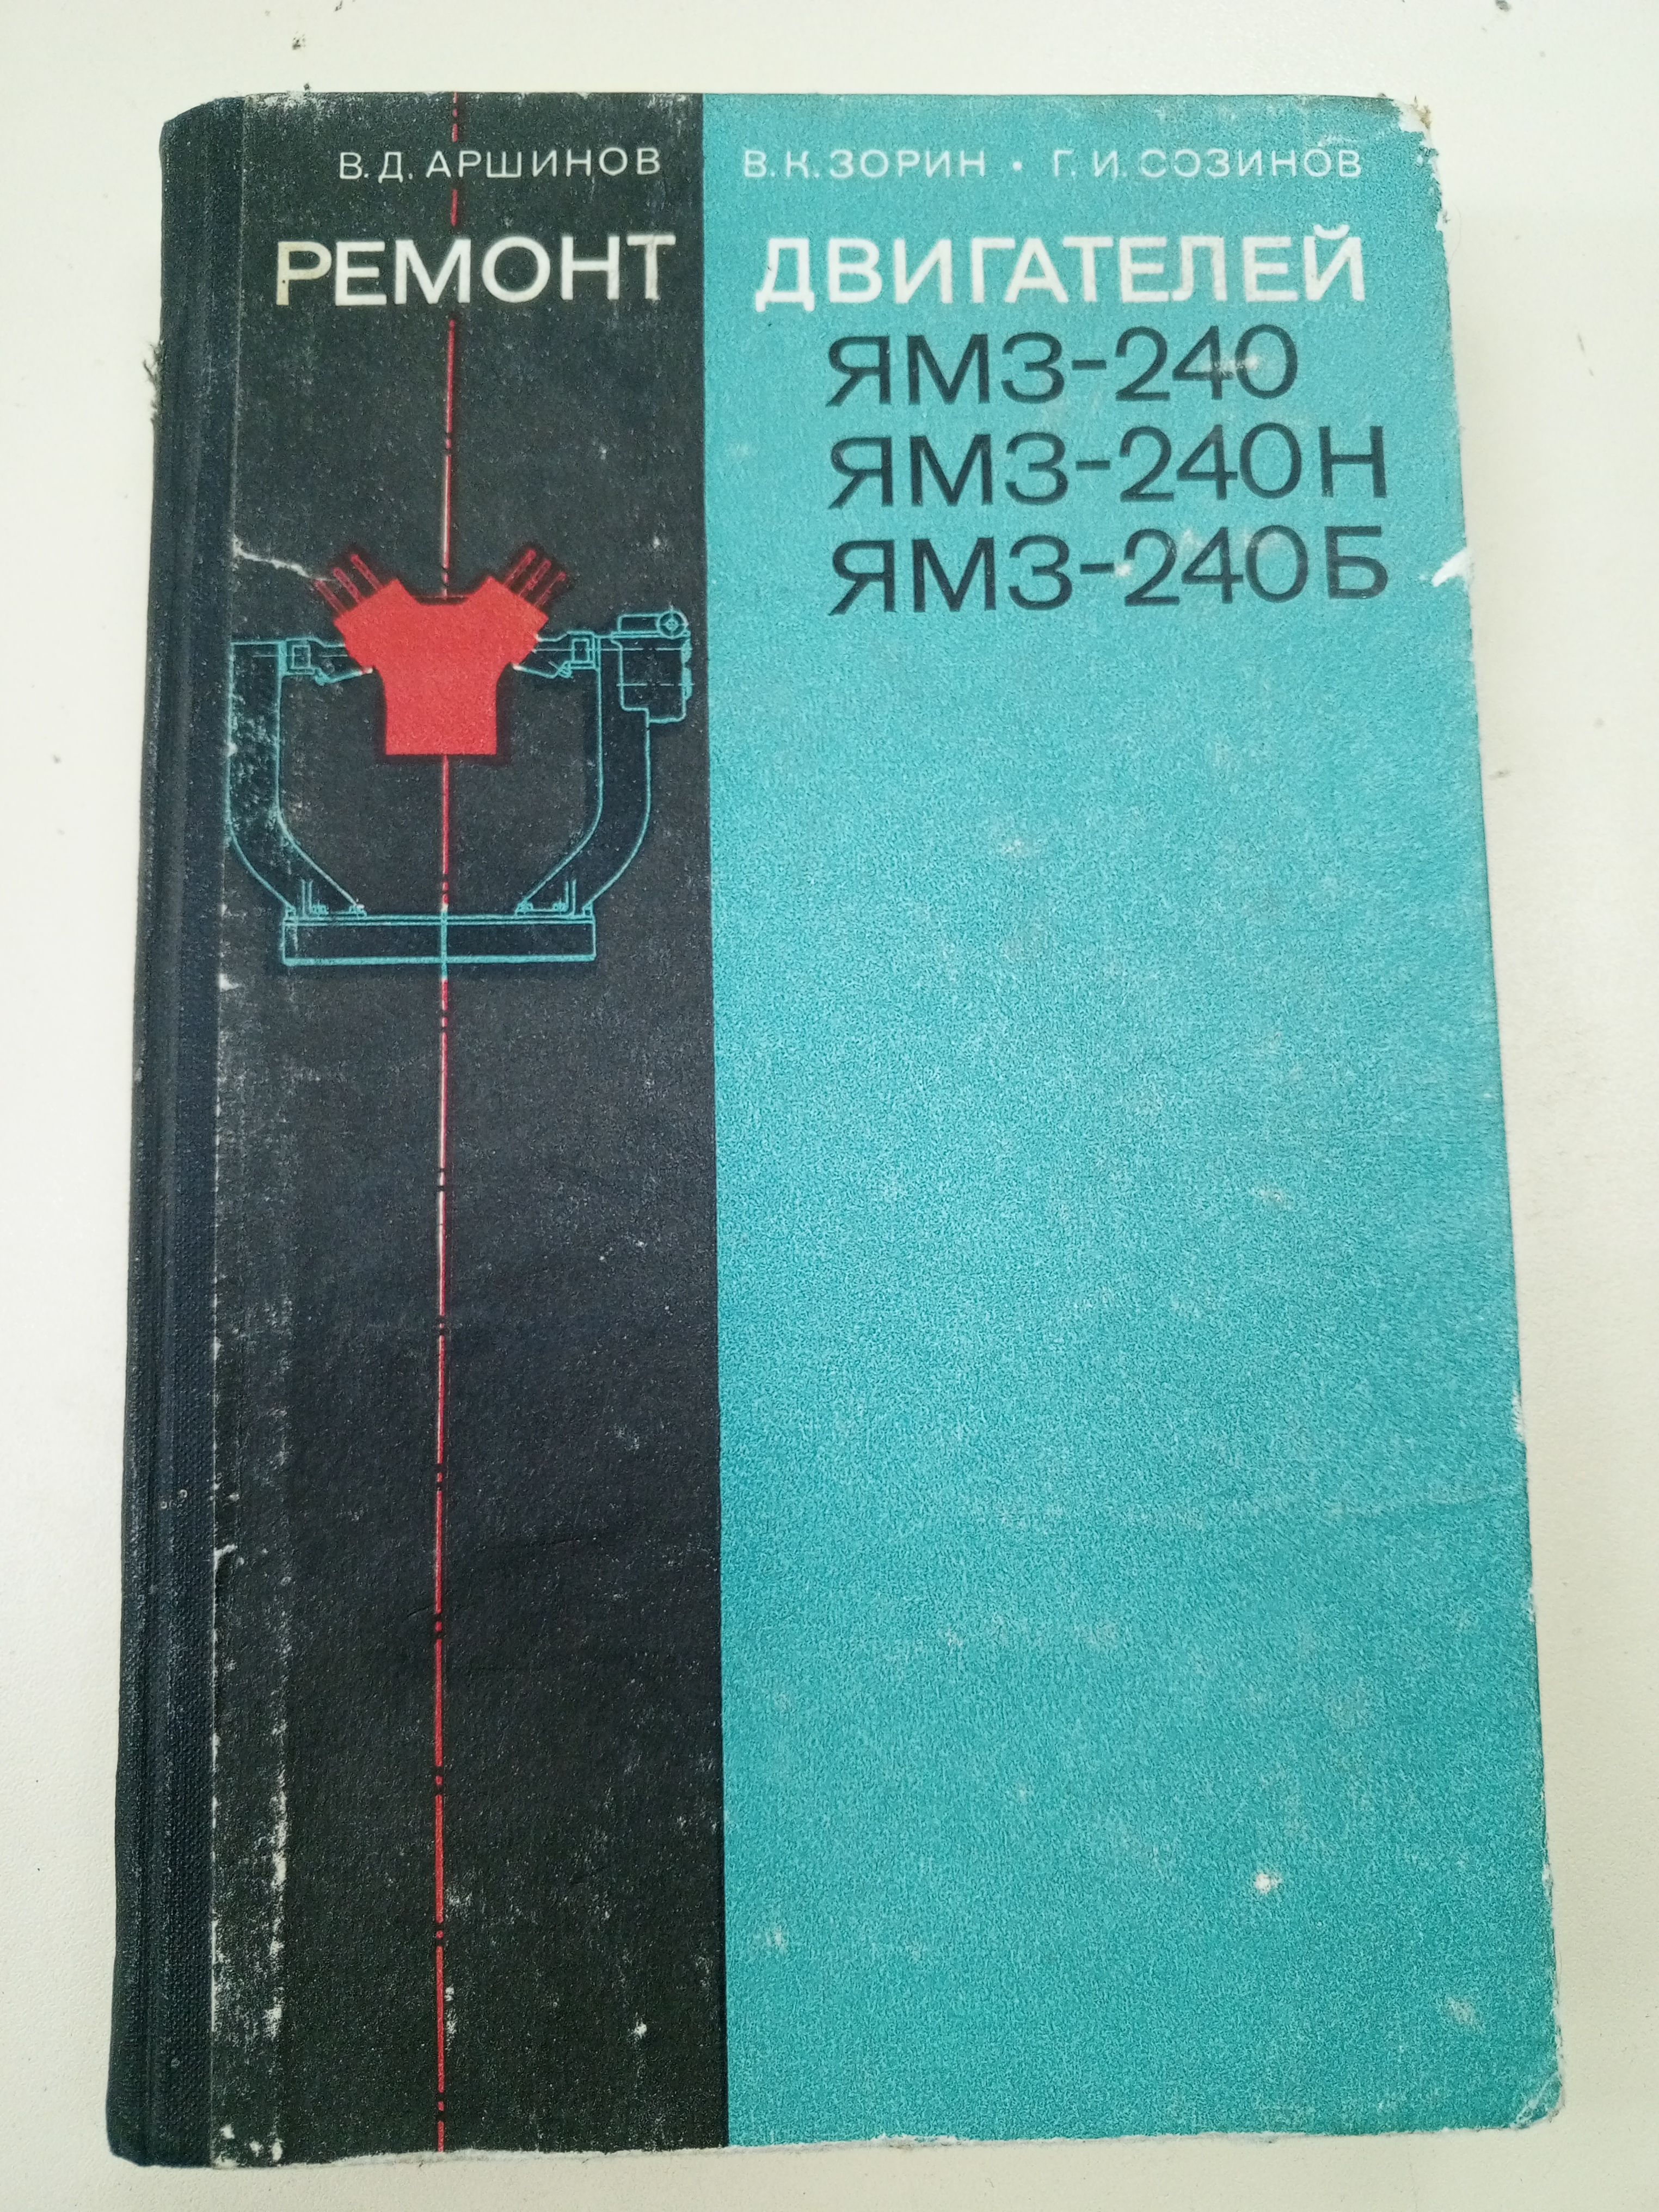 В. Д. АРШИНОВ В. К. ЗОРИН • Г. И. СОЗИНОВ
РЕМОНТ ДВИГАТЕЛЕЙ
ЯМЗ-240
ЯМЗ-240Н
ЯМЗ-240Б